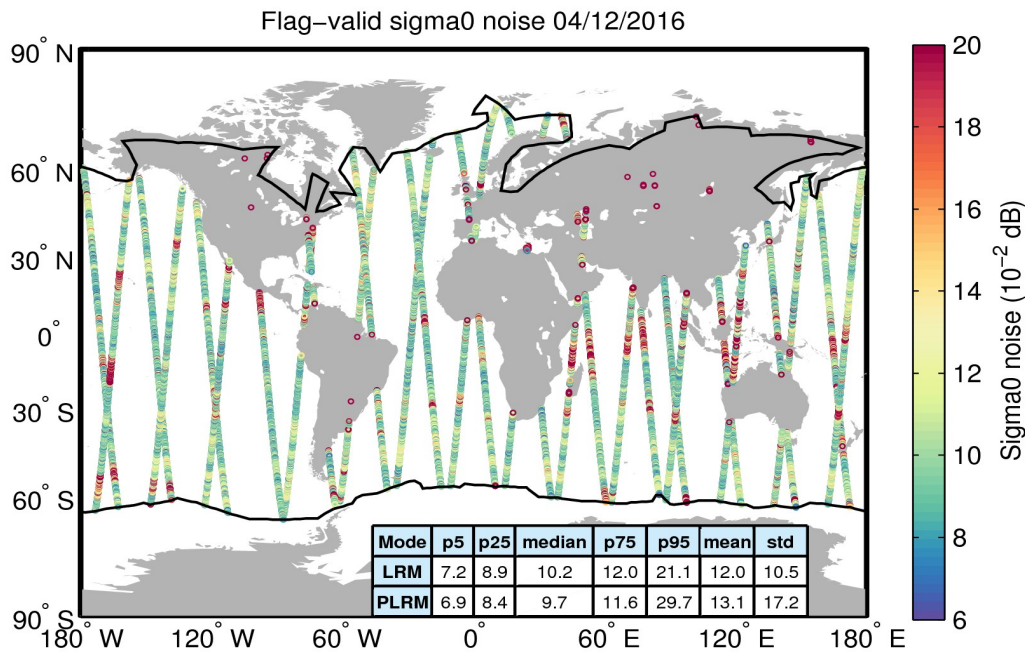 Flag−valid sigma0 noise 04/12/2016
90° N
60° N
30° N
0°
30° S
60° S
90° S
180° W
120° W
60° W
0°
60° E
120° E
180° E
Mode p5 p25 median p75 p95 mean std
LRM 7.2 8.9 10.2 12.0 21.1 12.0 10.5
PLRM 6.9 8.4 9.7 11.6 29.7 13.1 17.2
20
18
16
14
12
10
8
6
Sigma0 noise (10⁻² dB)